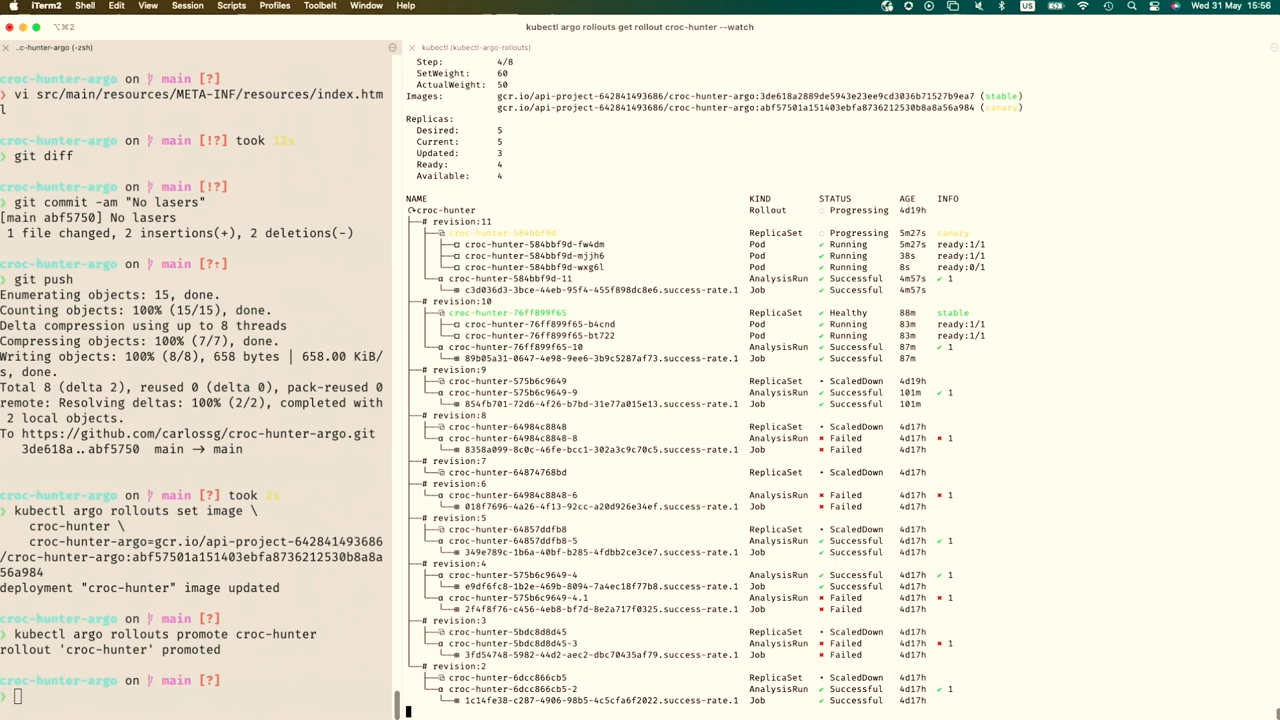 iTerm2 Shell Edit View Session Scripts Profiles Toolbelt Window Help US Wed 31 May 15:56
kubectl argo rollouts get rollout croc-hunter --watch
⌥⌘2
..c-hunter-argo (-zsh)
croc-hunter-argo on main [?]
❯ vi src/main/resources/META-INF/resources/index.htm
l
croc-hunter-argo on main [!?] took 12s
❯ git diff
croc-hunter-argo on main [!?]
❯ git commit -am "No lasers"
[main abf5750] No lasers
1 file changed, 2 insertions(+), 2 deletions(-)
croc-hunter-argo on main [?⇡]
❯ git push
Enumerating objects: 15, done.
Counting objects: 100% (15/15), done.
Delta compression using up to 8 threads
Compressing objects: 100% (7/7), done.
Writing objects: 100% (8/8), 658 bytes | 658.00 KiB/
s, done.
Total 8 (delta 2), reused 0 (delta 0), pack-reused 0
remote: Resolving deltas: 100% (2/2), completed with
2 local objects.
To https://github.com/carlossg/croc-hunter-argo.git
3de618a..abf5750 main -> main
croc-hunter-argo on main [?] took 2s
❯ kubectl argo rollouts set image \
croc-hunter \
croc-hunter-argo=gcr.io/api-project-642841493686
/croc-hunter-argo:abf57501a151403ebfa8736212530b8a8a
56a984
deployment "croc-hunter" image updated
croc-hunter-argo on main [?]
❯ kubectl argo rollouts promote croc-hunter
rollout 'croc-hunter' promoted
croc-hunter-argo on main [?]
❯
kubectl (kubectl-argo-rollouts)
Step: 4/8
SetWeight: 60
ActualWeight: 50
Images: gcr.io/api-project-642841493686/croc-hunter-argo:3de618a2889de5943e23ee9cd3036b71527b9ea7 (stable)
gcr.io/api-project-642841493686/croc-hunter-argo:abf57501a151403ebfa8736212530b8a8a56a984 (canary)
Replicas:
Desired: 5
Current: 5
Updated: 3
Ready: 4
Available: 4
NAME KIND STATUS AGE INFO
⟳ croc-hunter Rollout ◌ Progressing 4d19h
├──# revision:11
│ ├──⧉ croc-hunter-584bbf9d ReplicaSet ◌ Progressing 5m27s canary
│ │ ├──□ croc-hunter-584bbf9d-fw4dm Pod ✔ Running 5m27s ready:1/1
│ │ ├──□ croc-hunter-584bbf9d-mjjh6 Pod ✔ Running 38s ready:1/1
│ │ └──□ croc-hunter-584bbf9d-wxg6l Pod ✔ Running 8s ready:0/1
│ └──α croc-hunter-584bbf9d-11 AnalysisRun ✔ Successful 4m57s ✔ 1
│ └──⊞ c3d036d3-3bce-44eb-95f4-455f898dc8e6.success-rate.1 Job ✔ Successful 4m57s
├──# revision:10
│ ├──⧉ croc-hunter-76ff899f65 ReplicaSet ✔ Healthy 88m stable
│ │ ├──□ croc-hunter-76ff899f65-b4cnd Pod ✔ Running 83m ready:1/1
│ │ └──□ croc-hunter-76ff899f65-bt722 Pod ✔ Running 83m ready:1/1
│ └──α croc-hunter-76ff899f65-10 AnalysisRun ✔ Successful 87m ✔ 1
│ └──⊞ 89b05a31-0647-4e98-9ee6-3b9c5287af73.success-rate.1 Job ✔ Successful 87m
├──# revision:9
│ ├──⧉ croc-hunter-575b6c9649 ReplicaSet • ScaledDown 4d19h
│ └──α croc-hunter-575b6c9649-9 AnalysisRun ✔ Successful 101m ✔ 1
│ └──⊞ 854fb701-72d6-4f26-b7bd-31e77a015e13.success-rate.1 Job ✔ Successful 101m
├──# revision:8
│ ├──⧉ croc-hunter-64984c8848 ReplicaSet • ScaledDown 4d17h
│ └──α croc-hunter-64984c8848-8 AnalysisRun ✖ Failed 4d17h ✖ 1
│ └──⊞ 8358a099-8c0c-46fe-bcc1-302a3c9c70c5.success-rate.1 Job ✖ Failed 4d17h
├──# revision:7
│ └──⧉ croc-hunter-64874768bd ReplicaSet • ScaledDown 4d17h
├──# revision:6
│ └──α croc-hunter-64984c8848-6 AnalysisRun ✖ Failed 4d17h ✖ 1
│ └──⊞ 018f7696-4a26-4f13-92cc-a20d926e34ef.success-rate.1 Job ✖ Failed 4d17h
├──# revision:5
│ ├──⧉ croc-hunter-64857ddfb8 ReplicaSet • ScaledDown 4d17h
│ └──α croc-hunter-64857ddfb8-5 AnalysisRun ✔ Successful 4d17h ✔ 1
│ └──⊞ 349e789c-1b6a-40bf-b285-4fdbb2ce3ce7.success-rate.1 Job ✔ Successful 4d17h
├──# revision:4
│ ├──α croc-hunter-575b6c9649-4 AnalysisRun ✔ Successful 4d17h ✔ 1
│ │ └──⊞ e9df6fc8-1b2e-469b-8094-7a4ec18f77b8.success-rate.1 Job ✔ Successful 4d17h
│ └──α croc-hunter-575b6c9649-4.1 AnalysisRun ✖ Failed 4d17h ✖ 1
│ └──⊞ 2f4f8f76-c456-4eb8-bf7d-8e2a717f0325.success-rate.1 Job ✖ Failed 4d17h
├──# revision:3
│ ├──⧉ croc-hunter-5bdc8d8d45 ReplicaSet • ScaledDown 4d17h
│ └──α croc-hunter-5bdc8d8d45-3 AnalysisRun ✖ Failed 4d17h ✖ 1
│ └──⊞ 3fd54748-5982-44d2-aec2-dbc70435af79.success-rate.1 Job ✖ Failed 4d17h
└──# revision:2
├──⧉ croc-hunter-6dcc866cb5 ReplicaSet • ScaledDown 4d17h
└──α croc-hunter-6dcc866cb5-2 AnalysisRun ✔ Successful 4d17h ✔ 1
└──⊞ 1c14fe38-c287-4906-98b5-4c5cfa6f2022.success-rate.1 Job ✔ Successful 4d17h